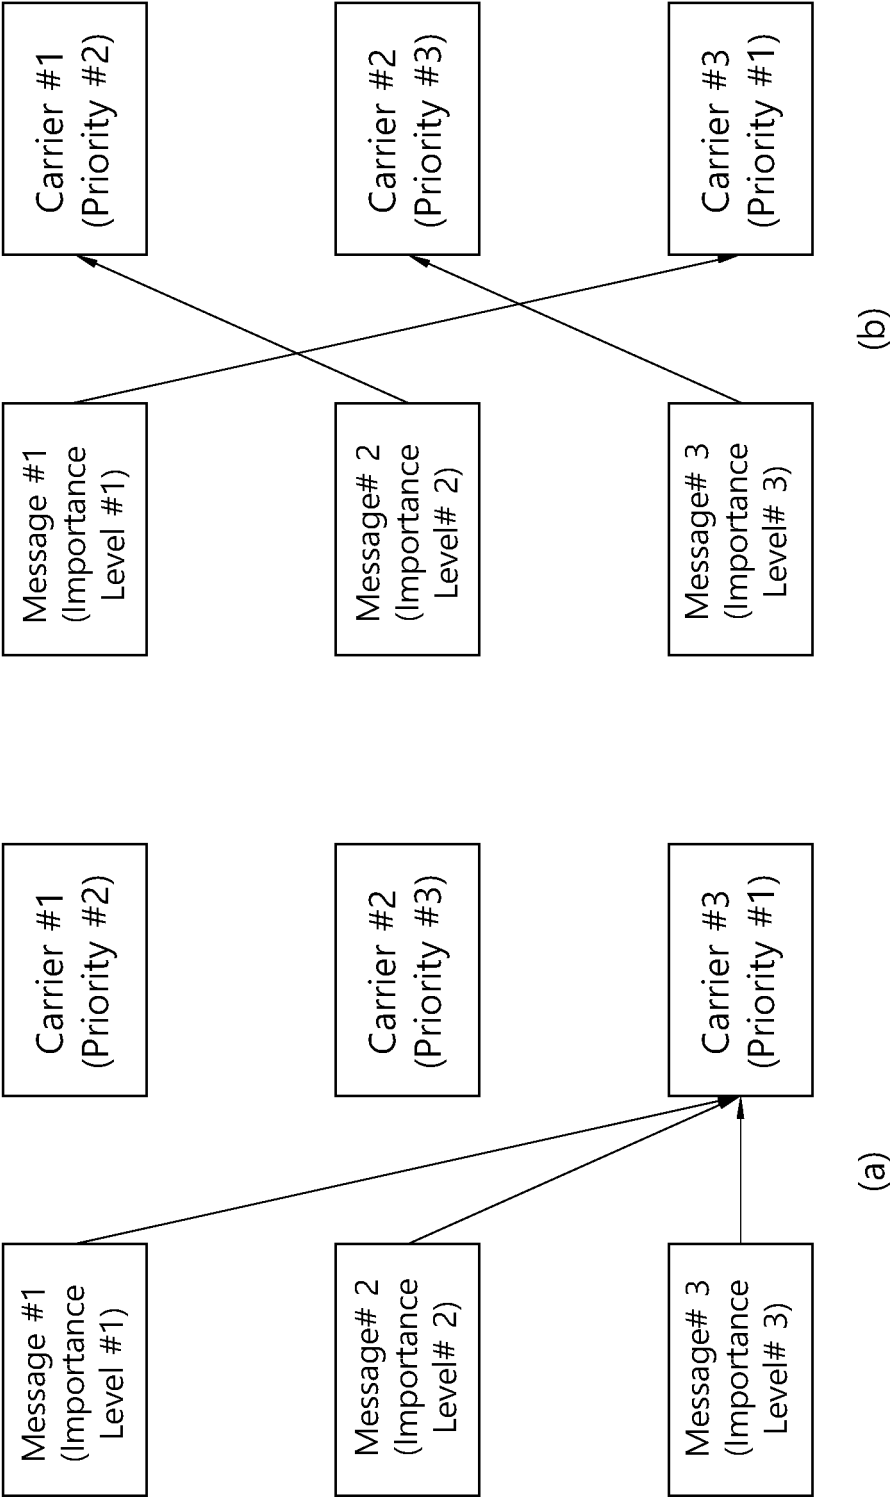 Message #1
(Importance
Level #1)
Carrier #1
(Priority #2)
Message# 2
(Importance
Level# 2)
Carrier #2
(Priority #3)
Message# 3
(Importance
Level# 3)
Carrier #3
(Priority #1)
(a)
Message #1
(Importance
Level #1)
Carrier #1
(Priority #2)
Message# 2
(Importance
Level# 2)
Carrier #2
(Priority #3)
Message# 3
(Importance
Level# 3)
Carrier #3
(Priority #1)
(b)